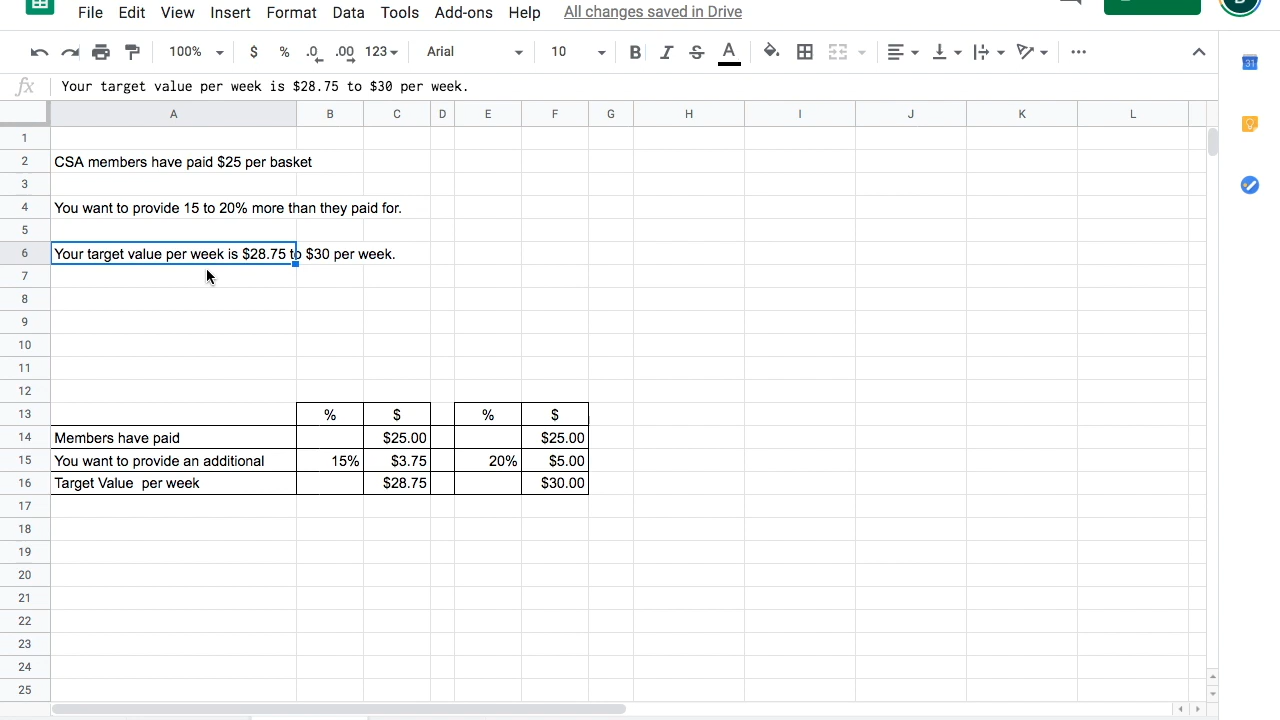 File Edit View Insert Format Data Tools Add-ons Help All changes saved in Drive
100% $ % .0 .00 123 Arial 10 B I S A
fx Your target value per week is $28.75 to $30 per week.
A B C D E F G H I J K L
1
2 CSA members have paid $25 per basket
3
4 You want to provide 15 to 20% more than they paid for.
5
6 Your target value per week is $28.75 to $30 per week.
7
8
9
10
11
12
13 % $ % $
14 Members have paid $25.00 $25.00
15 You want to provide an additional 15% $3.75 20% $5.00
16 Target Value per week $28.75 $30.00
17
18
19
20
21
22
23
24
25
31